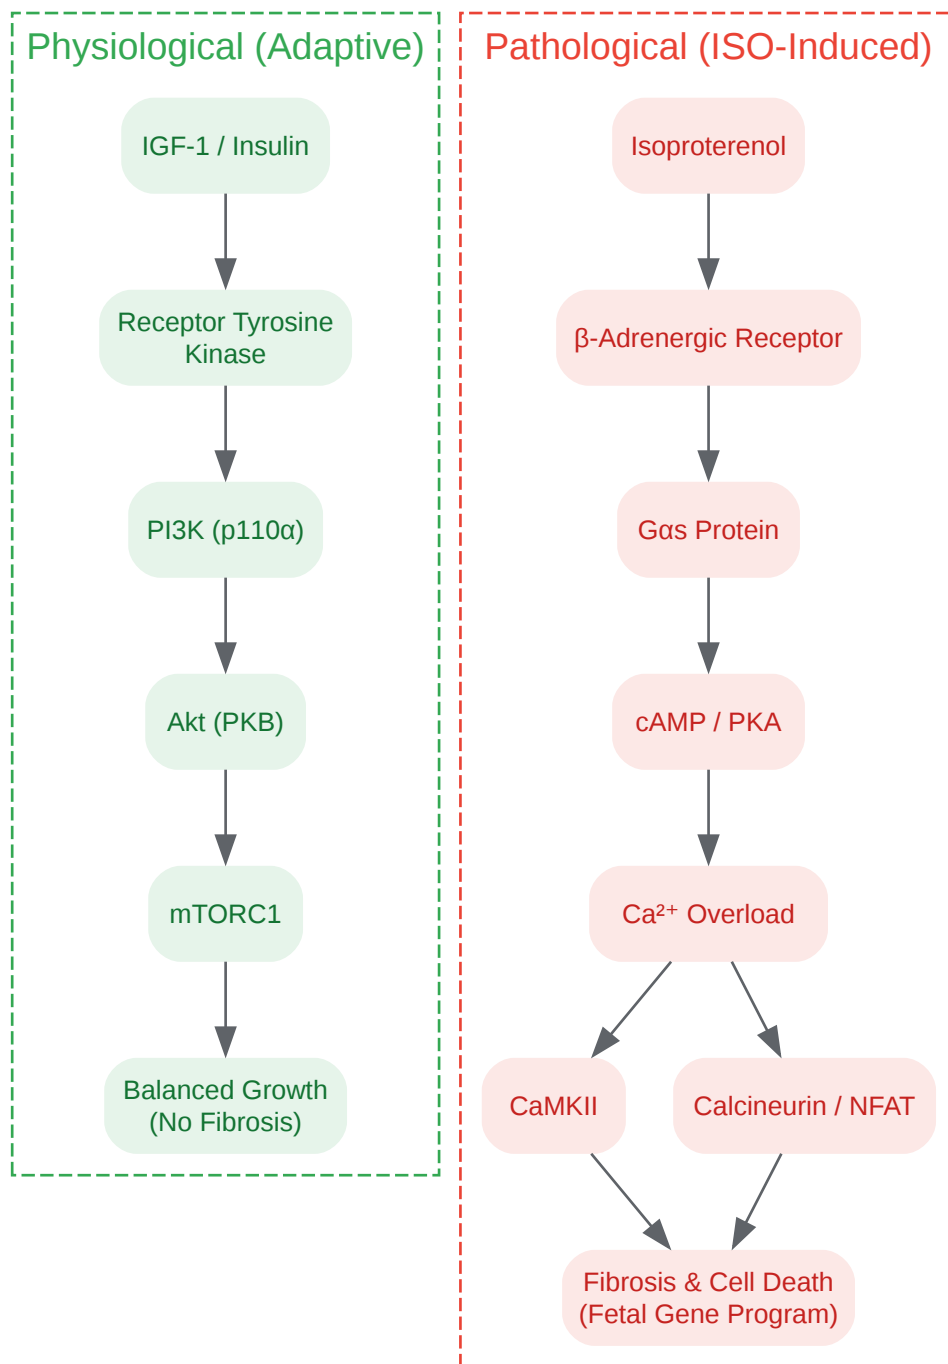 Physiological (Adaptive)
IGF-1 / Insulin
Receptor Tyrosine
Kinase
PI3K (p110α)
Akt (PKB)
mTORC1
Balanced Growth
(No Fibrosis)
Pathological (ISO-Induced)
Isoproterenol
β-Adrenergic Receptor
Gαs Protein
cAMP / PKA
Ca²⁺ Overload
CaMKII
Calcineurin / NFAT
Fibrosis & Cell Death
(Fetal Gene Program)